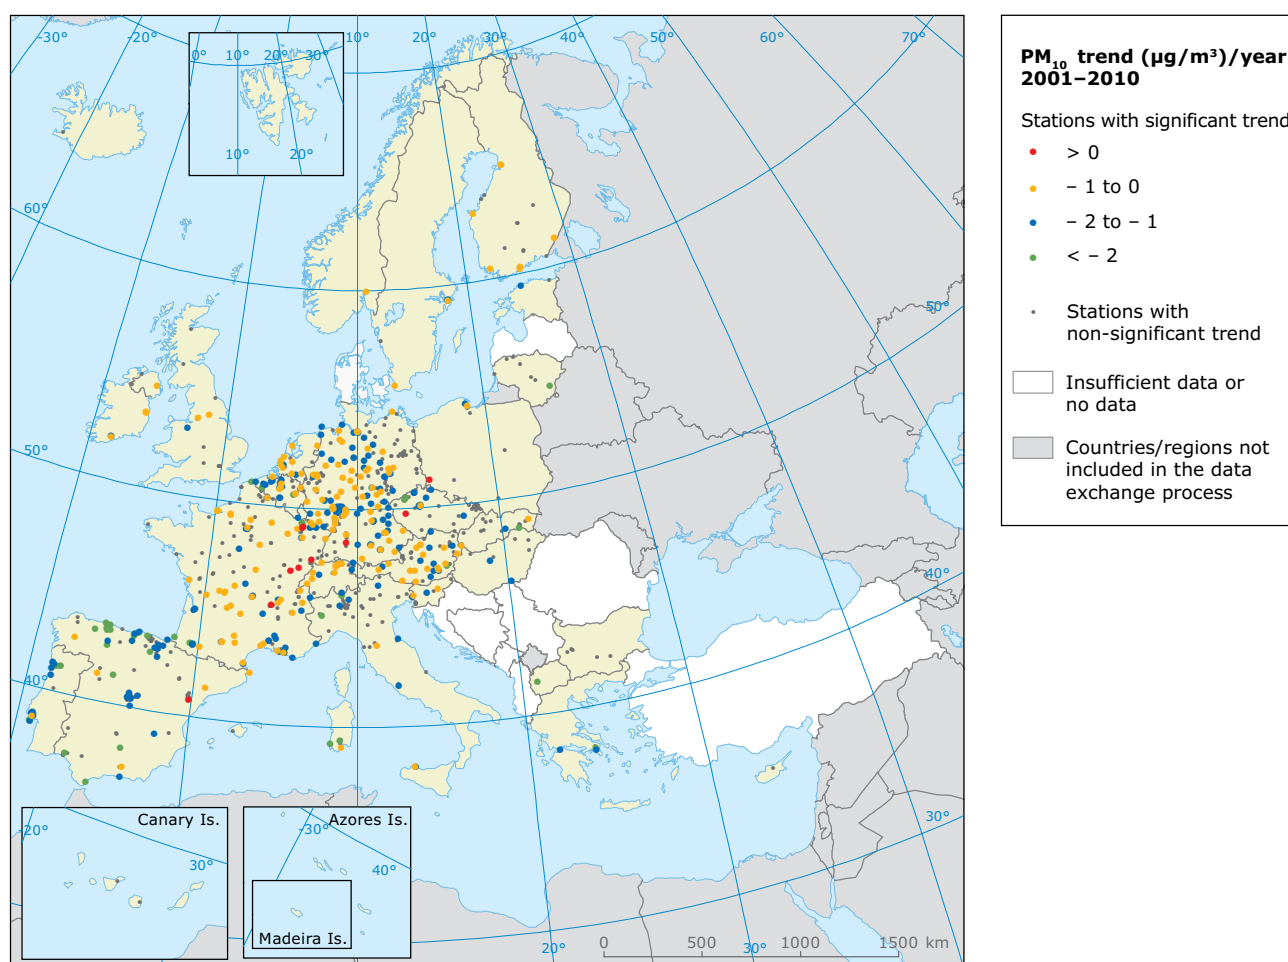 -30°
-20°
10°
20°
30°
40°
50°
60°
70°
0°
10°
20°
30°
10°
20°
60°
50°
40°
50°
40°
30°
Canary Is.
-20°
30°
Azores Is.
-30°
40°
Madeira Is.
20°
30°
0
500
1000
1500 km
PM₁₀ trend (µg/m³)/year
2001–2010
Stations with significant trend
> 0
– 1 to 0
– 2 to – 1
< – 2
Stations with
non-significant trend
Insufficient data or
no data
Countries/regions not
included in the data
exchange process